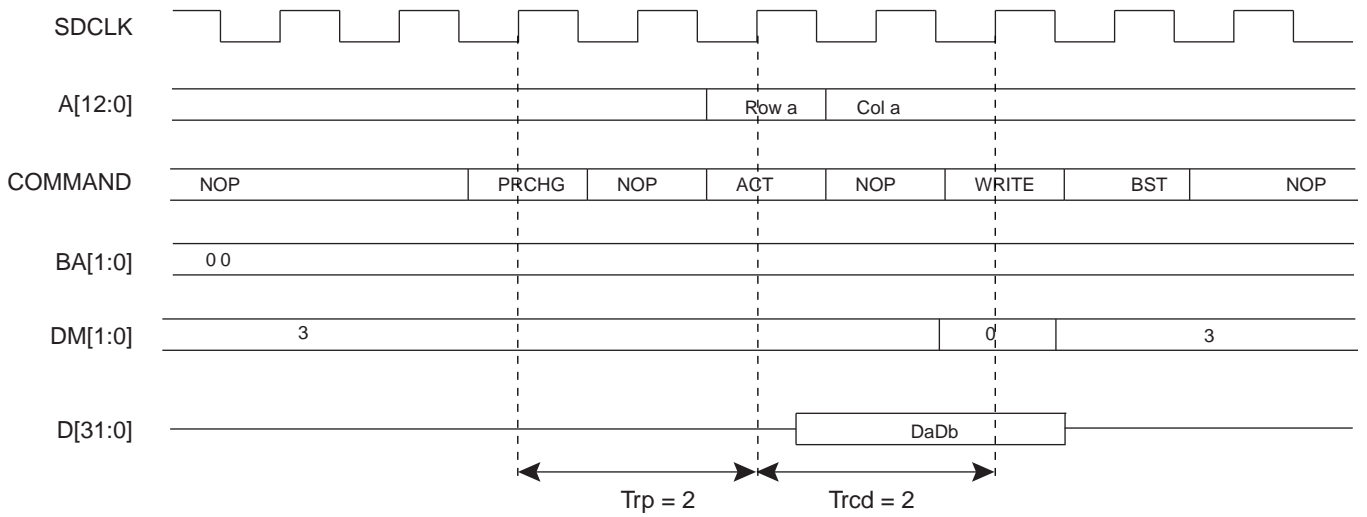 SDCLK
A[12:0] Row a Col a
COMMAND NOP PRCHG NOP ACT NOP WRITE BST NOP
BA[1:0] 0 0
DM[1:0] 3 0 3
D[31:0] DaDb
Trp = 2 Trcd = 2